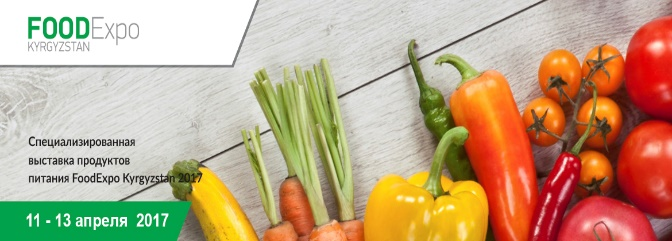 FOODExpo
KYRGYZSTAN
Специализированная
выставка продуктов
питания FoodExpo Kyrgyzstan 2017
11 - 13 апреля 2017